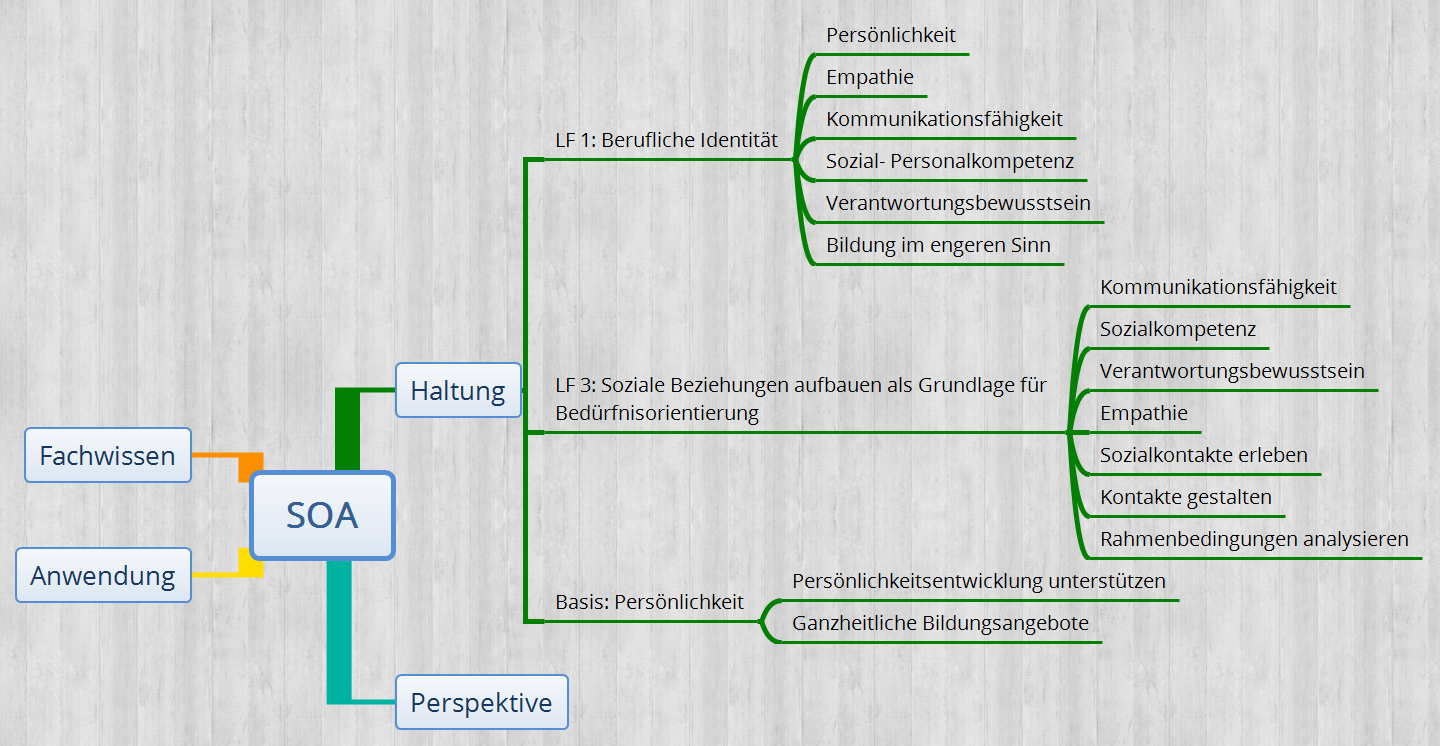 SOA
Fachwissen
Anwendung
Haltung
LF 1: Berufliche Identität
Persönlichkeit
Empathie
Kommunikationsfähigkeit
Sozial- Personalkompetenz
Verantwortungsbewusstsein
Bildung im engeren Sinn
LF 3: Soziale Beziehungen aufbauen als Grundlage für
Bedürfnisorientierung
Kommunikationsfähigkeit
Sozialkompetenz
Verantwortungsbewusstsein
Empathie
Sozialkontakte erleben
Kontakte gestalten
Rahmenbedingungen analysieren
Basis: Persönlichkeit
Persönlichkeitsentwicklung unterstützen
Ganzheitliche Bildungsangebote
Perspektive